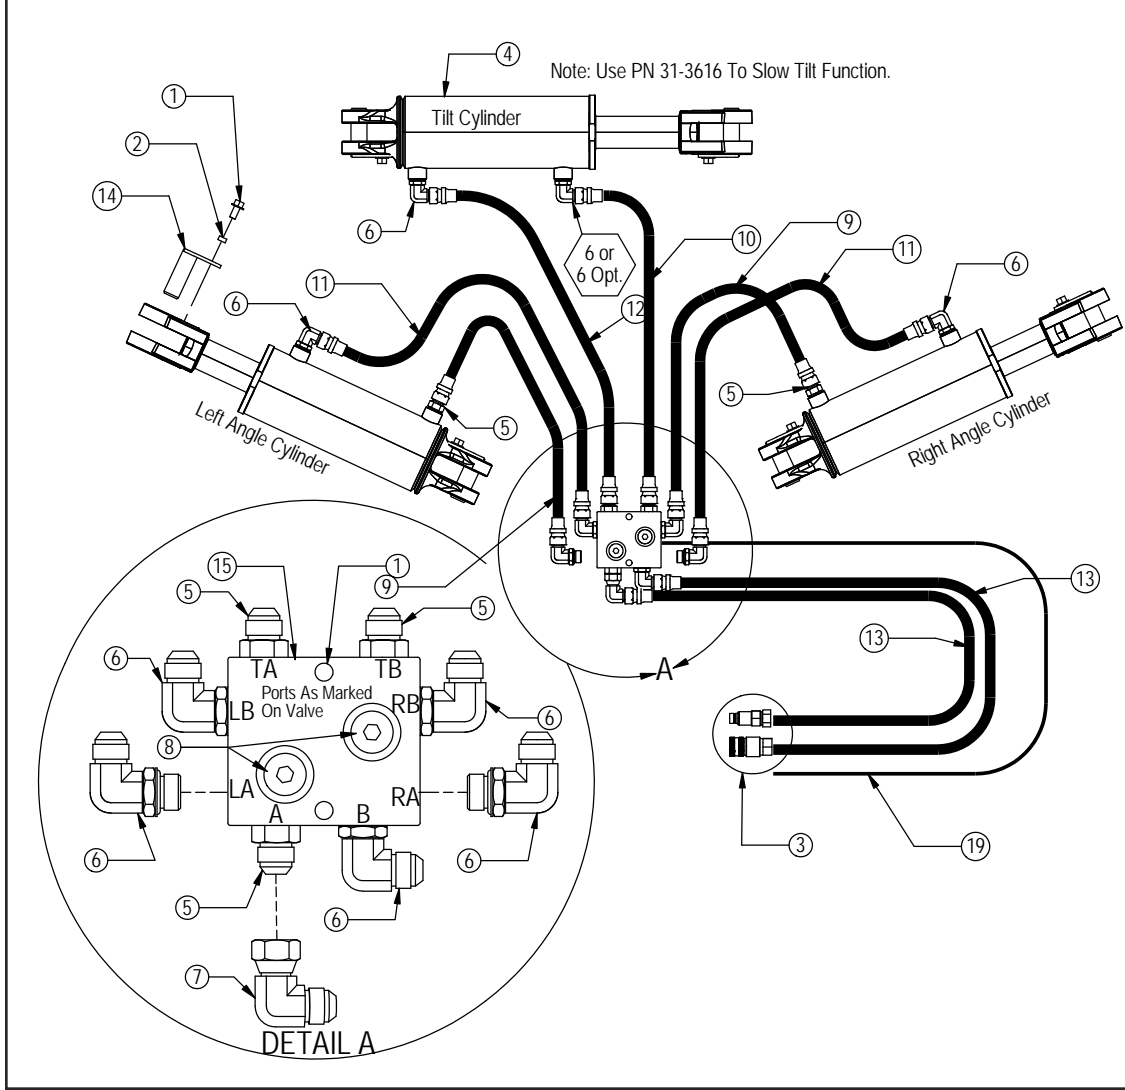 4
Note: Use PN 31-3616 To Slow Tilt Function.
1
Tilt Cylinder
2
14
6
6 or
6 Opt.
10
9
11
6
11
6
12
5
5
Left Angle Cylinder
Right Angle Cylinder
15
1
9
13
5
5
13
A
6
TA
TB
Ports As Marked
On Valve
LB
RB
6
8
LA
RA
A
B
3
19
6
6
5
6
7
DETAIL A